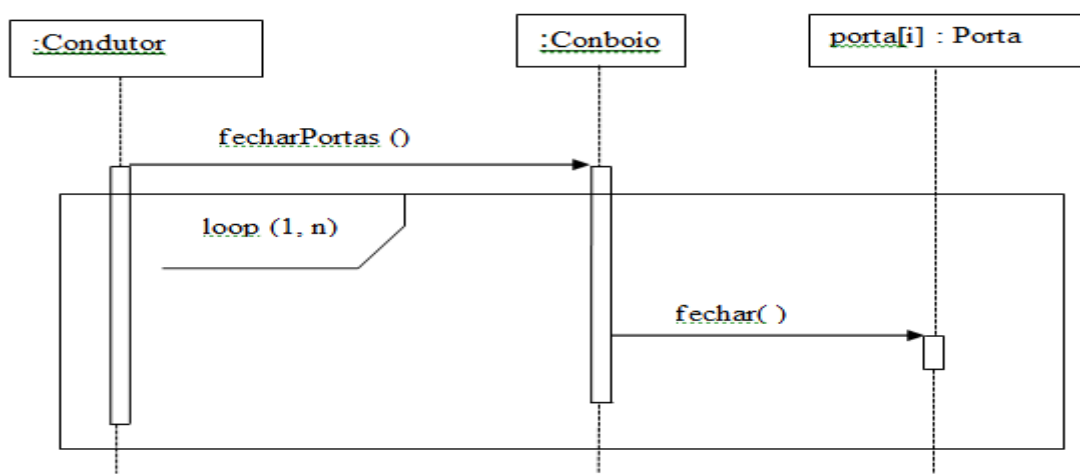 :Condutor
:Conboio
porta[i] : Porta
fecharPortas ()
loop (1, n)
fechar( )